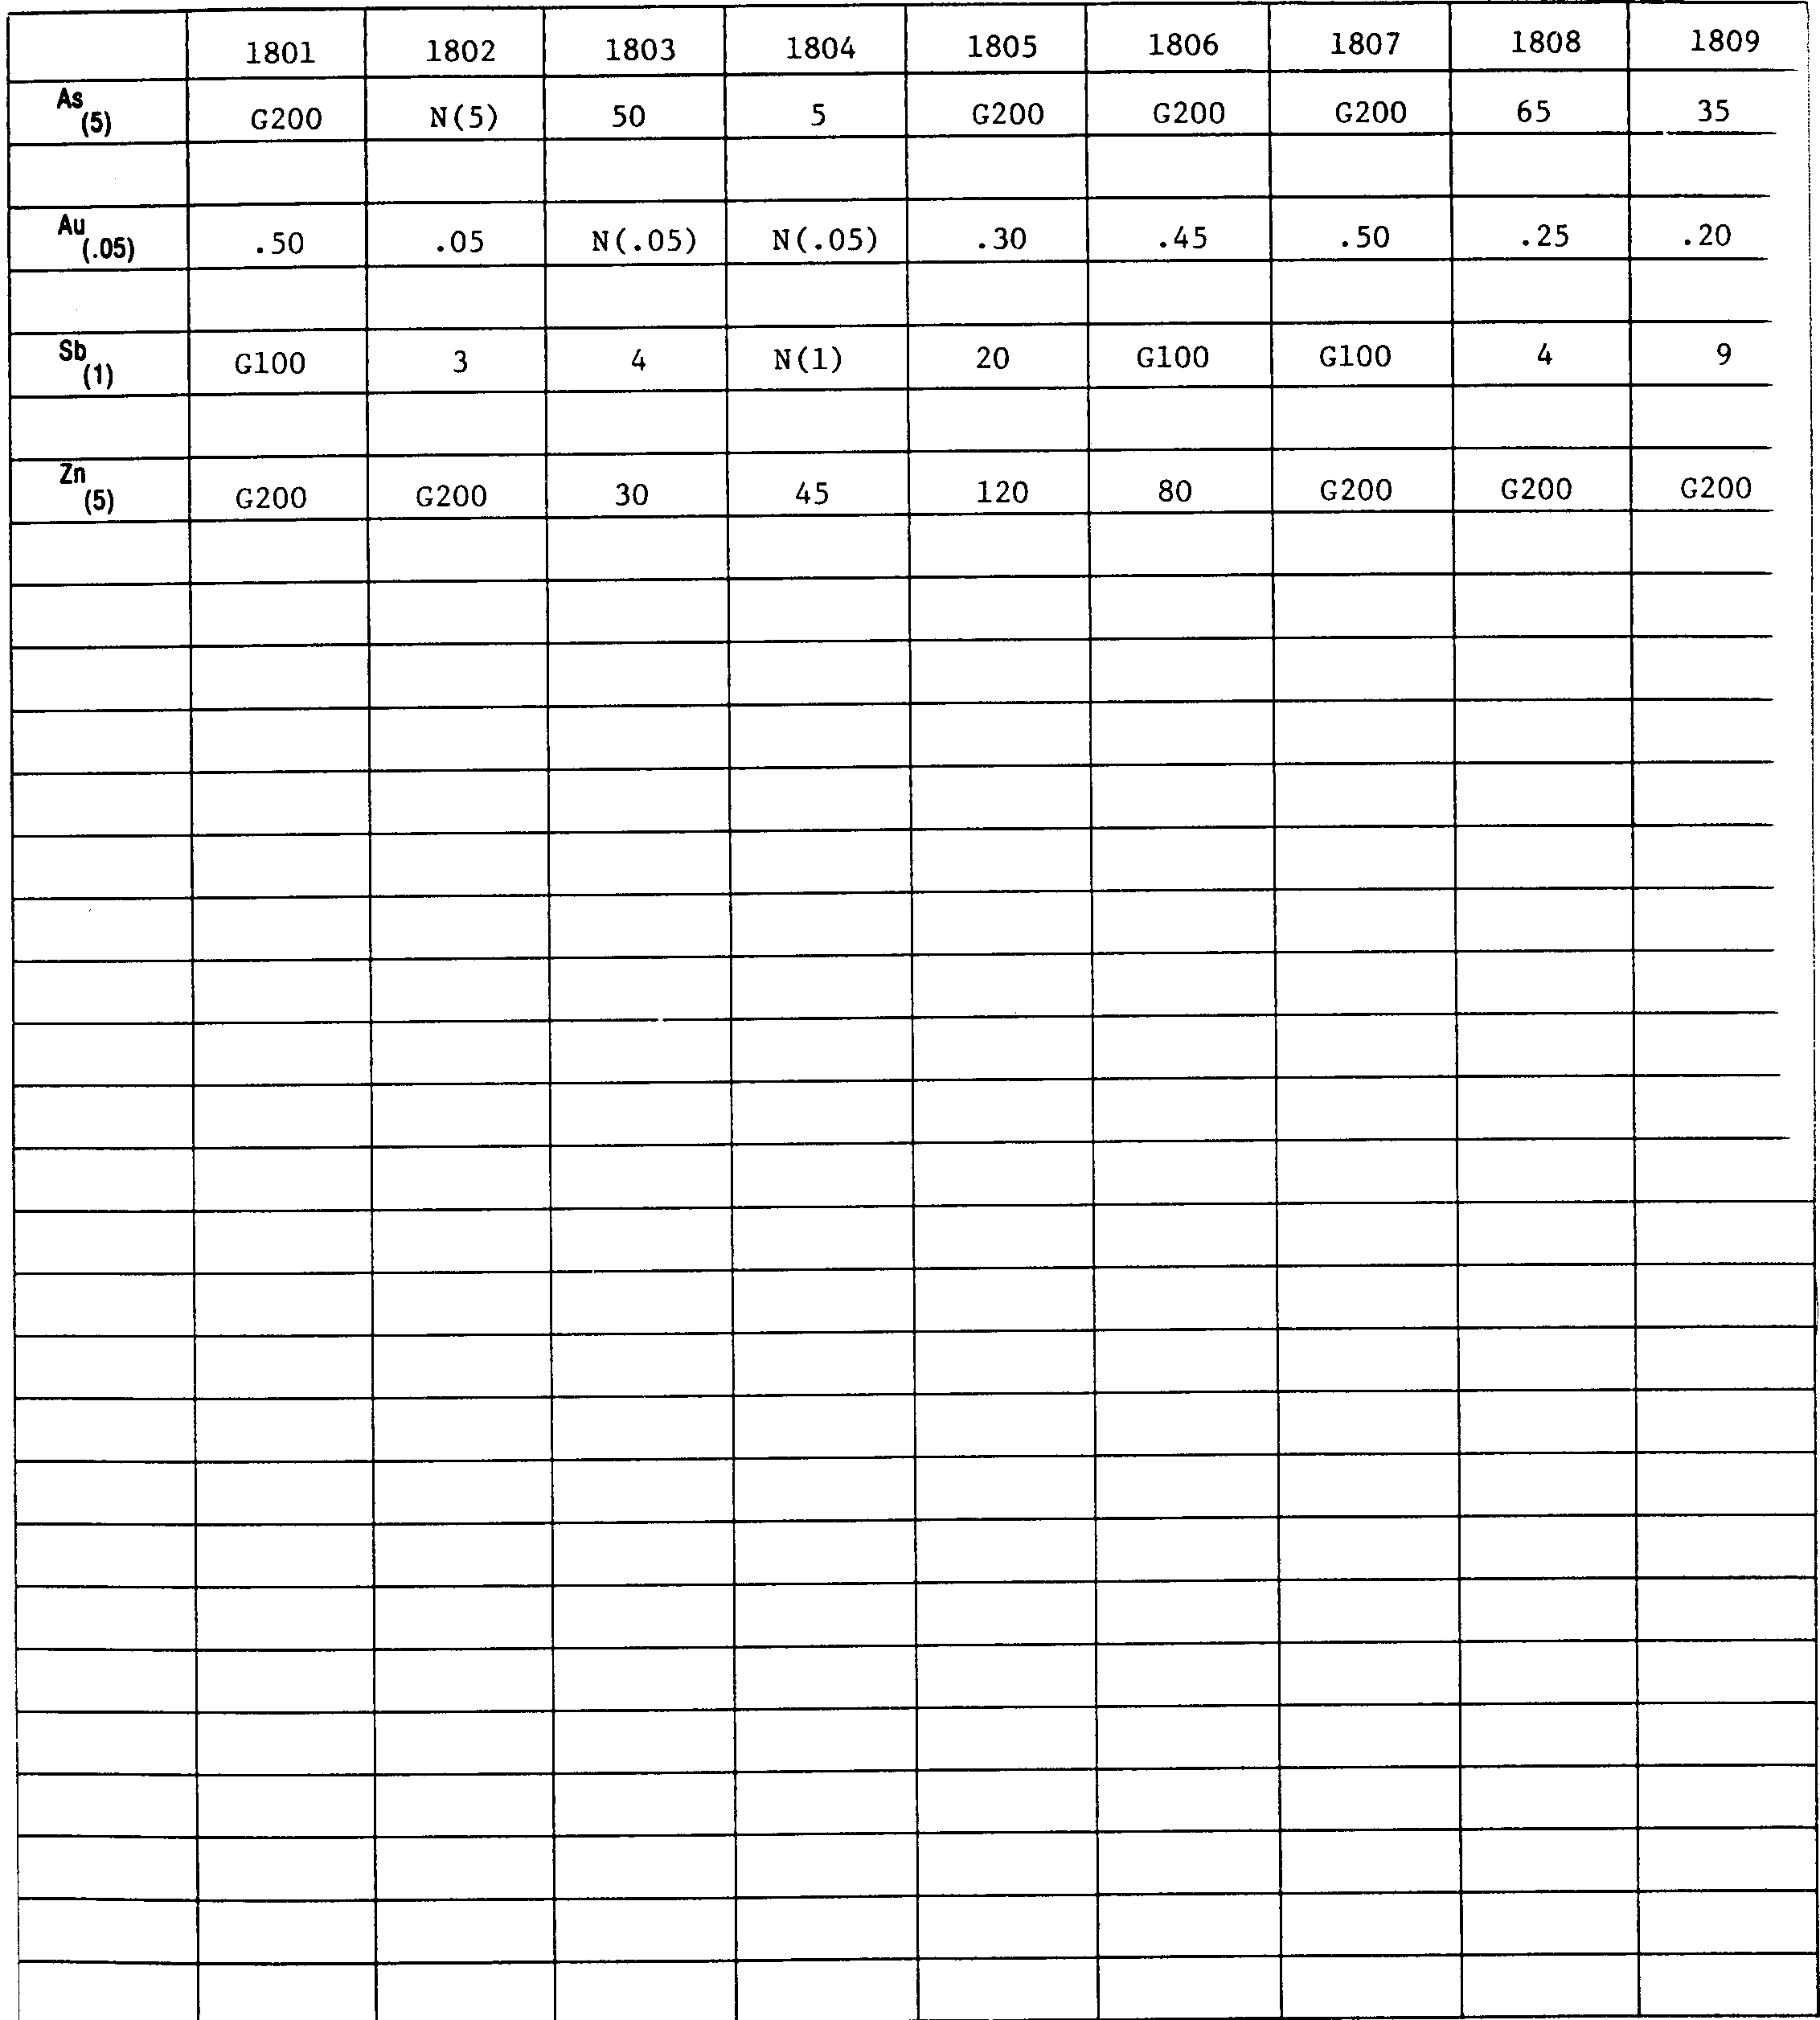 1801 1802 1803 1804 1805 1806 1807 1808 1809
As (5) G200 N(5) 50 5 G200 G200 G200 65 35
Au (.05) .50 .05 N(.05) N(.05) .30 .45 .50 .25 .20
Sb (1) G100 3 4 N(1) 20 G100 G100 4 9
Zn (5) G200 G200 30 45 120 80 G200 G200 G200